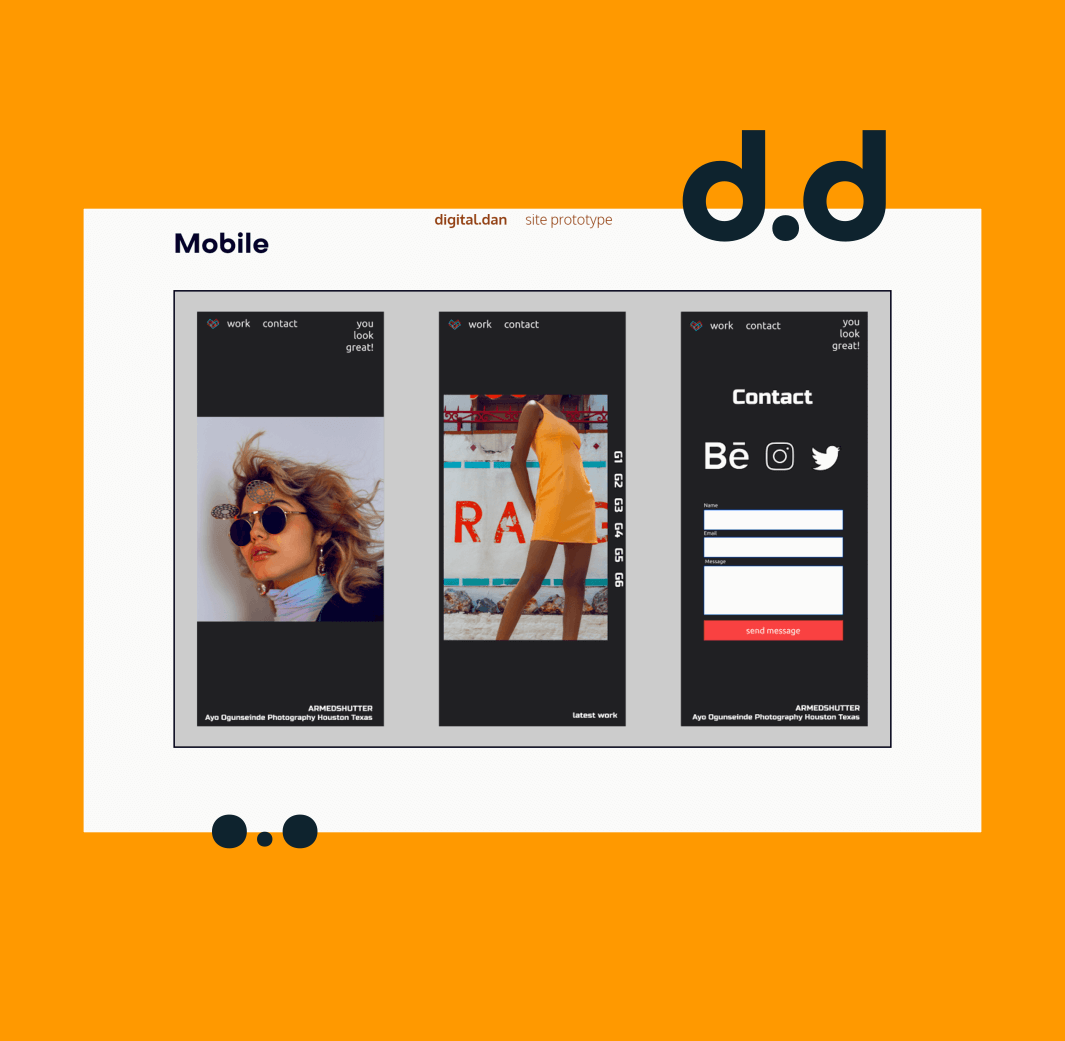 d.d
digital.dan site prototype
Mobile
work contact
you
look
great!
ARMEDSHUTTER
Ayo Ogunseinde Photography Houston Texas
work contact
RAG
G1 G2 G3 G4 G5 G6
latest work
work contact
you
look
great!
Contact
Bē
Name
Email
Message
send message
ARMEDSHUTTER
Ayo Ogunseinde Photography Houston Texas